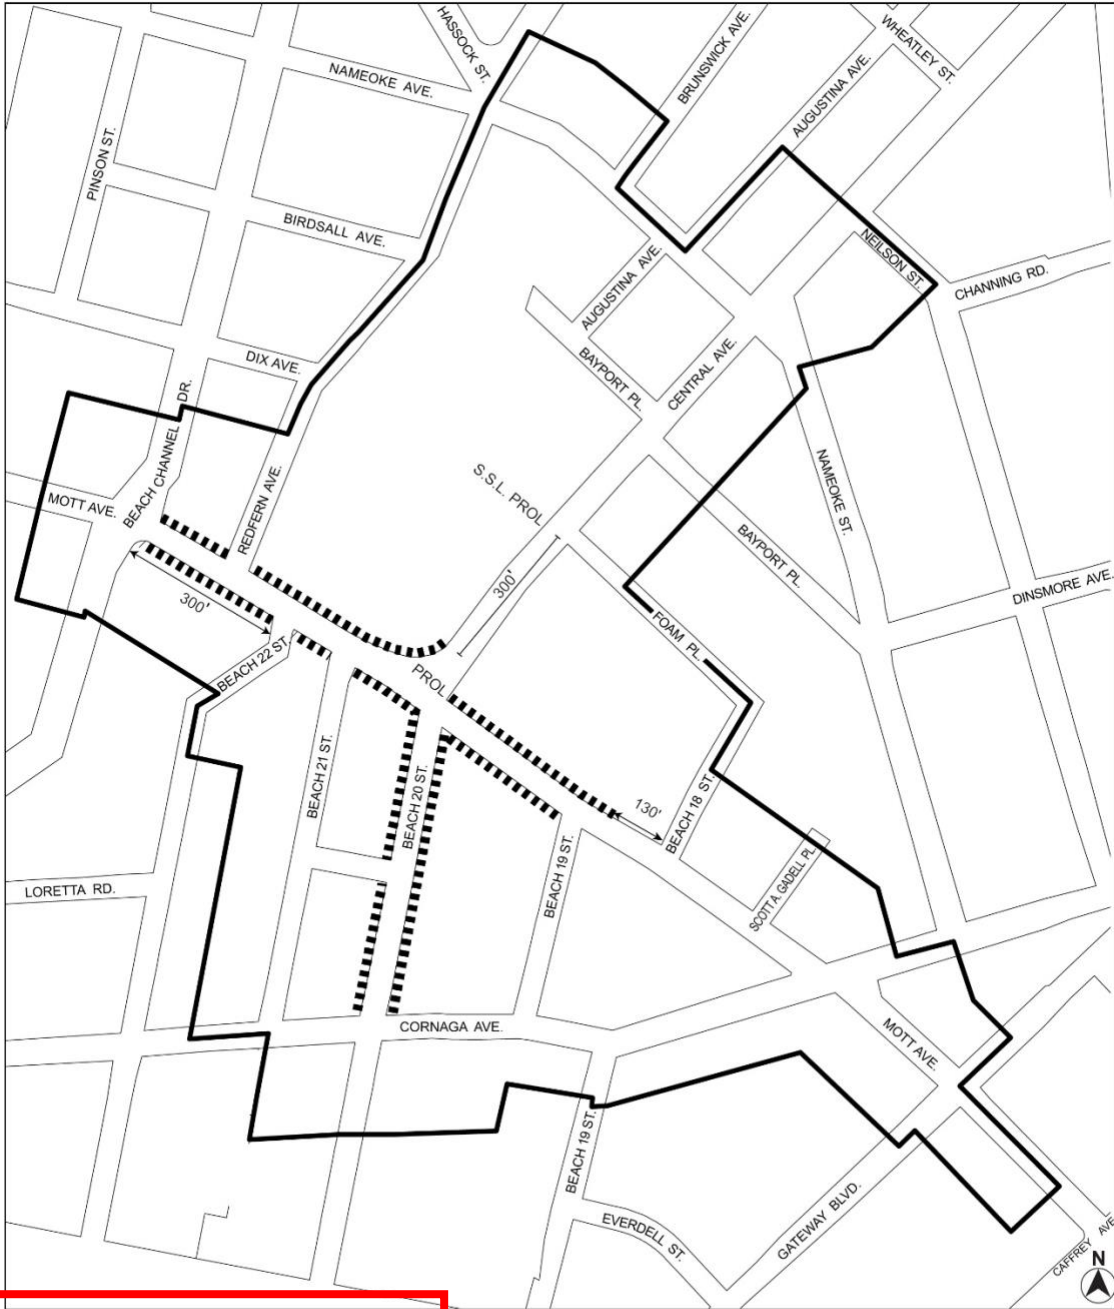 HASSOCK ST.
BRUNSWICK AVE.
WHEATLEY ST.
NAMEOKE AVE.
AUGUSTINA AVE.
PINSON ST.
BIRDSALL AVE.
NEILSON ST.
AUGUSTINA AVE.
CHANNING RD.
DIX AVE.
BAYPORT PL.
CENTRAL AVE.
BEACH CHANNEL DR.
MOTT AVE.
REDFERN AVE.
S.S.L. PROL
NAMEOKE ST.
BAYPORT PL.
300'
300'
DINSMORE AVE.
FOAM PL.
BEACH 22 ST.
PROL
BEACH 21 ST.
BEACH 20 ST.
130'
BEACH 18 ST.
BEACH 19 ST.
SCOTT A. GADELL PL.
LORETTA RD.
CORNAGA AVE.
MOTT AVE.
BEACH 19 ST.
EVERDELL ST.
GATEWAY BLVD.
CAFFREY AVE
N